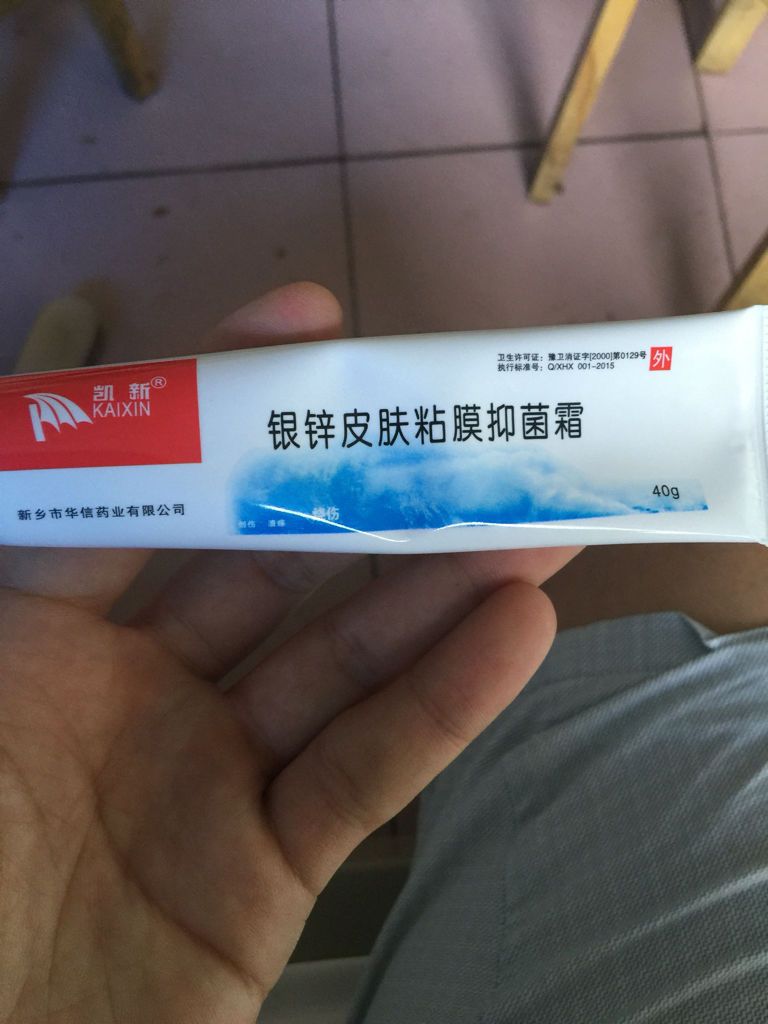 卫生许可证：豫卫消证字[2000]第0129号
执行标准号：Q/XHX 001-2015
外
凯新®
KAIXIN
银锌皮肤粘膜抑菌霜
40g
新乡市华信药业有限公司
创伤 溃疡 烧伤